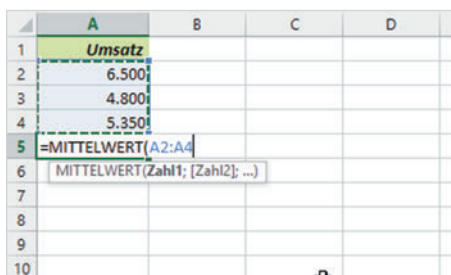 A B C D
1 Umsatz
2 6.500
3 4.800
4 5.350
5 =MITTELWERT(A2:A4
6 MITTELWERT(Zahl1; [Zahl2]; ...)
7
8
9
10